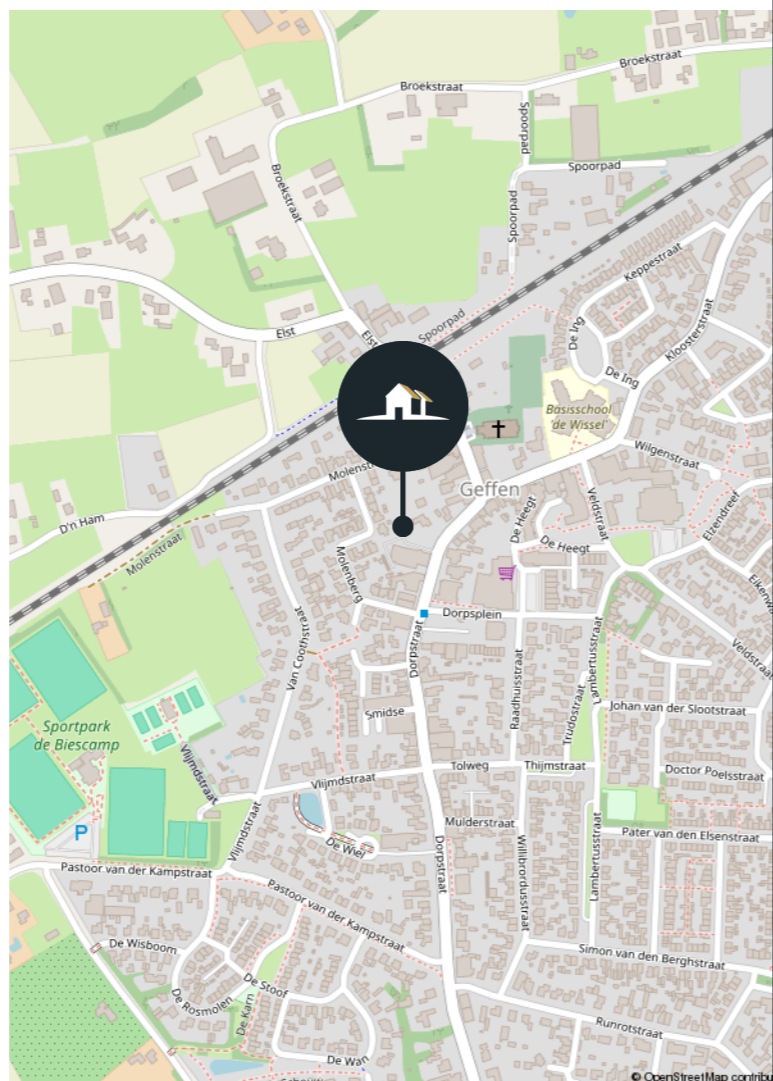 Broekstraat
Broekstraat
Spoorpad
Spoorpad
Broekstraat
Spoorpad
Keppestraat
Elst
Elst
Spoorpad
De Ing
Kloosterstraat
De Ing
Basisschool
'de Wissel'
Wilgenstraat
Geffen
De Heegt
Veldstraat
Elzendreef
D'n Ham
Molenstraat
De Heegt
Molenberg
Dorpsplein
Van Coothstraat
Dorpstraat
Raadhuisstraat
Lambertusstraat
Veldstraat
Trudostraat
Johan van der Slootstraat
Smidse
Sportpark
de Biescamp
Vlijmdstraat
Tolweg
Thijmstraat
Doctor Poelsstraat
Vlijmdstraat
P
Vlijmdstraat
Mulderstraat
Pater van den Elsenstraat
De Wiel
Dorpstraat
Willibrordusstraat
Lambertusstraat
Pastoor van der Kampstraat
Pastoor van der Kampstraat
De Wisboom
Simon van den Berghstraat
De Stoof
De Rosmolen
De Karn
Runrotstraat
De Wan
© OpenStreetMap contribu